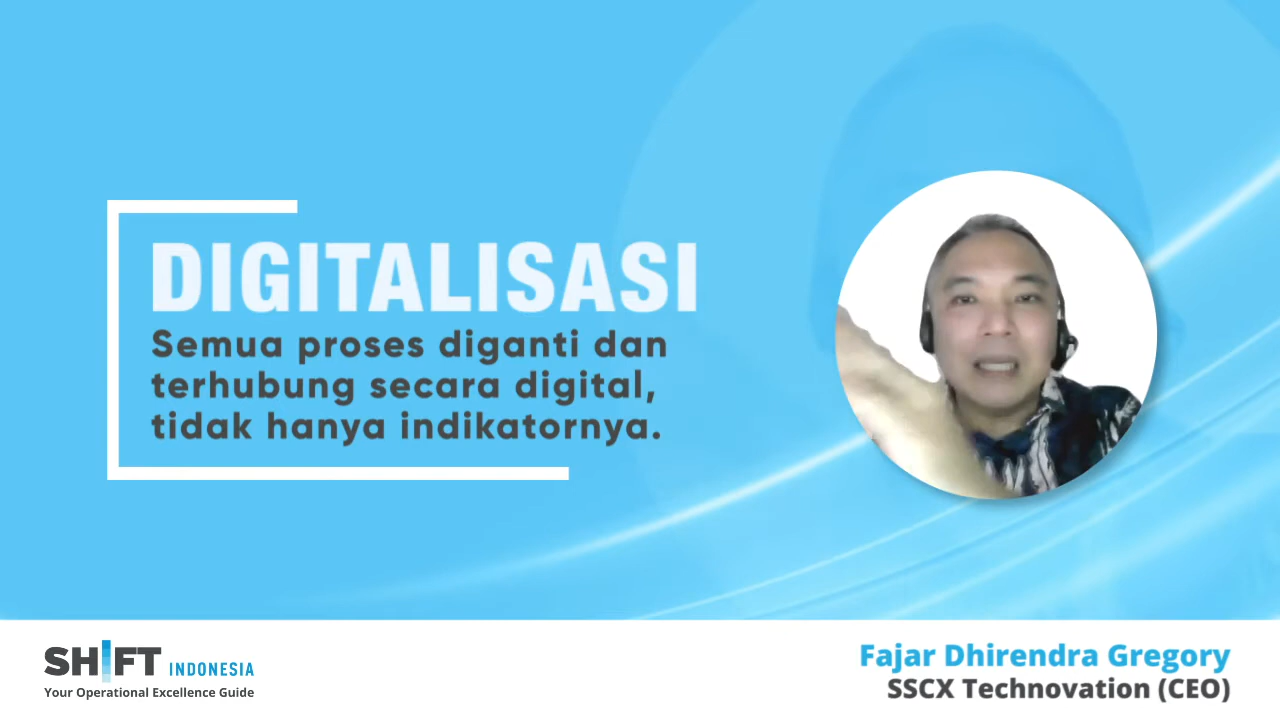 DIGITALISASI
Semua proses diganti dan
terhubung secara digital,
tidak hanya indikatornya.
SHIFT INDONESIA
Your Operational Excellence Guide
Fajar Dhirendra Gregory
SSCX Technovation (CEO)